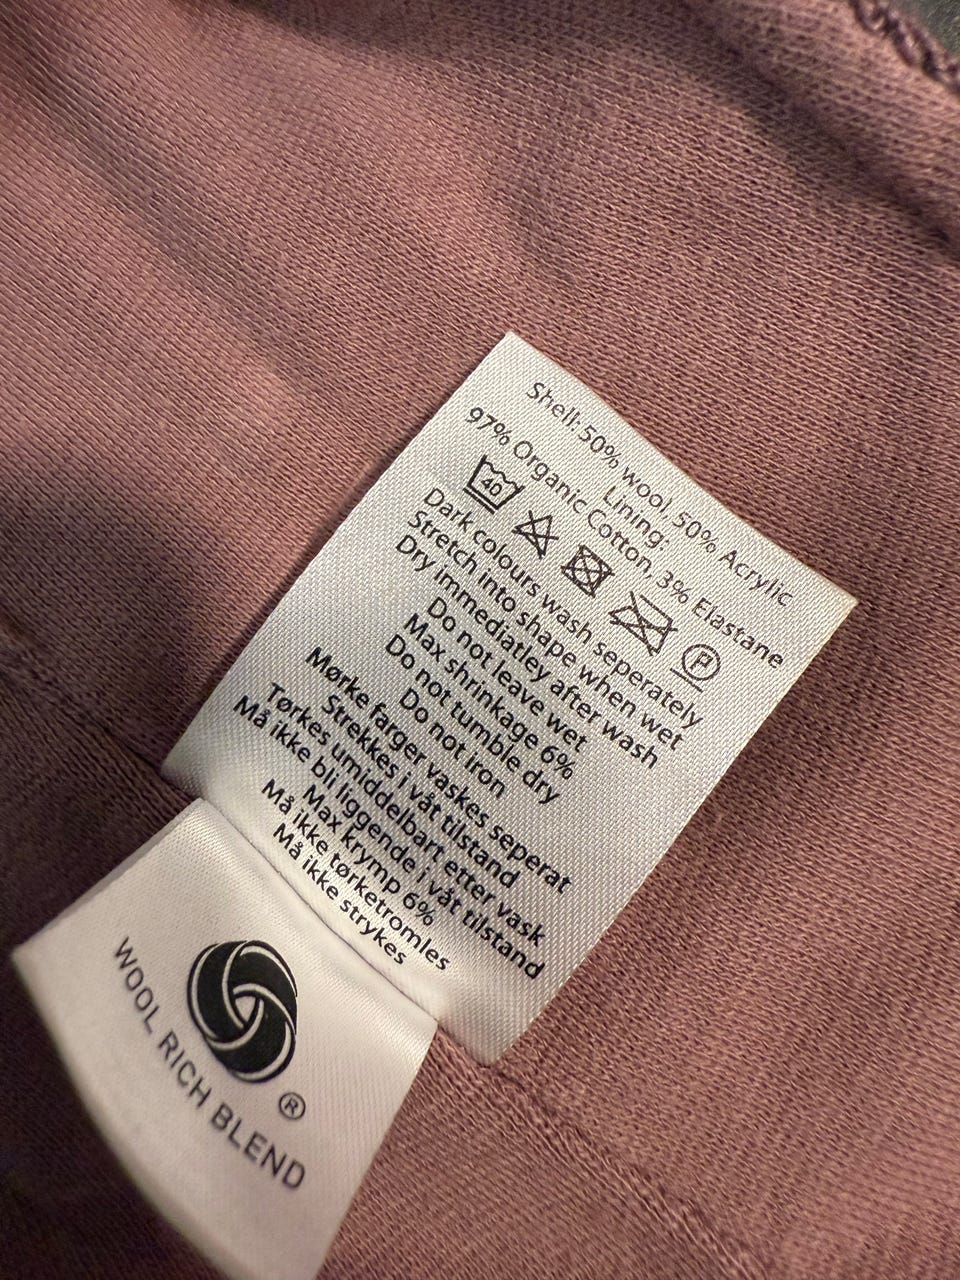 Shell: 50% wool, 50% Acrylic
Lining:
97% Organic Cotton, 3% Elastane
40 P
Dark colours wash seperately
Stretch into shape when wet
Dry immediatley after wash
Do not leave wet
Max shrinkage 6%
Do not tumble dry
Do not iron
Mørke farger vaskes seperat
Strekkes i våt tilstand
Tørkes umiddelbart etter vask
Må ikke bli liggende i våt tilstand
Max krymp 6%
Må ikke tørketromles
Må ikke strykes
®
WOOL RICH BLEND